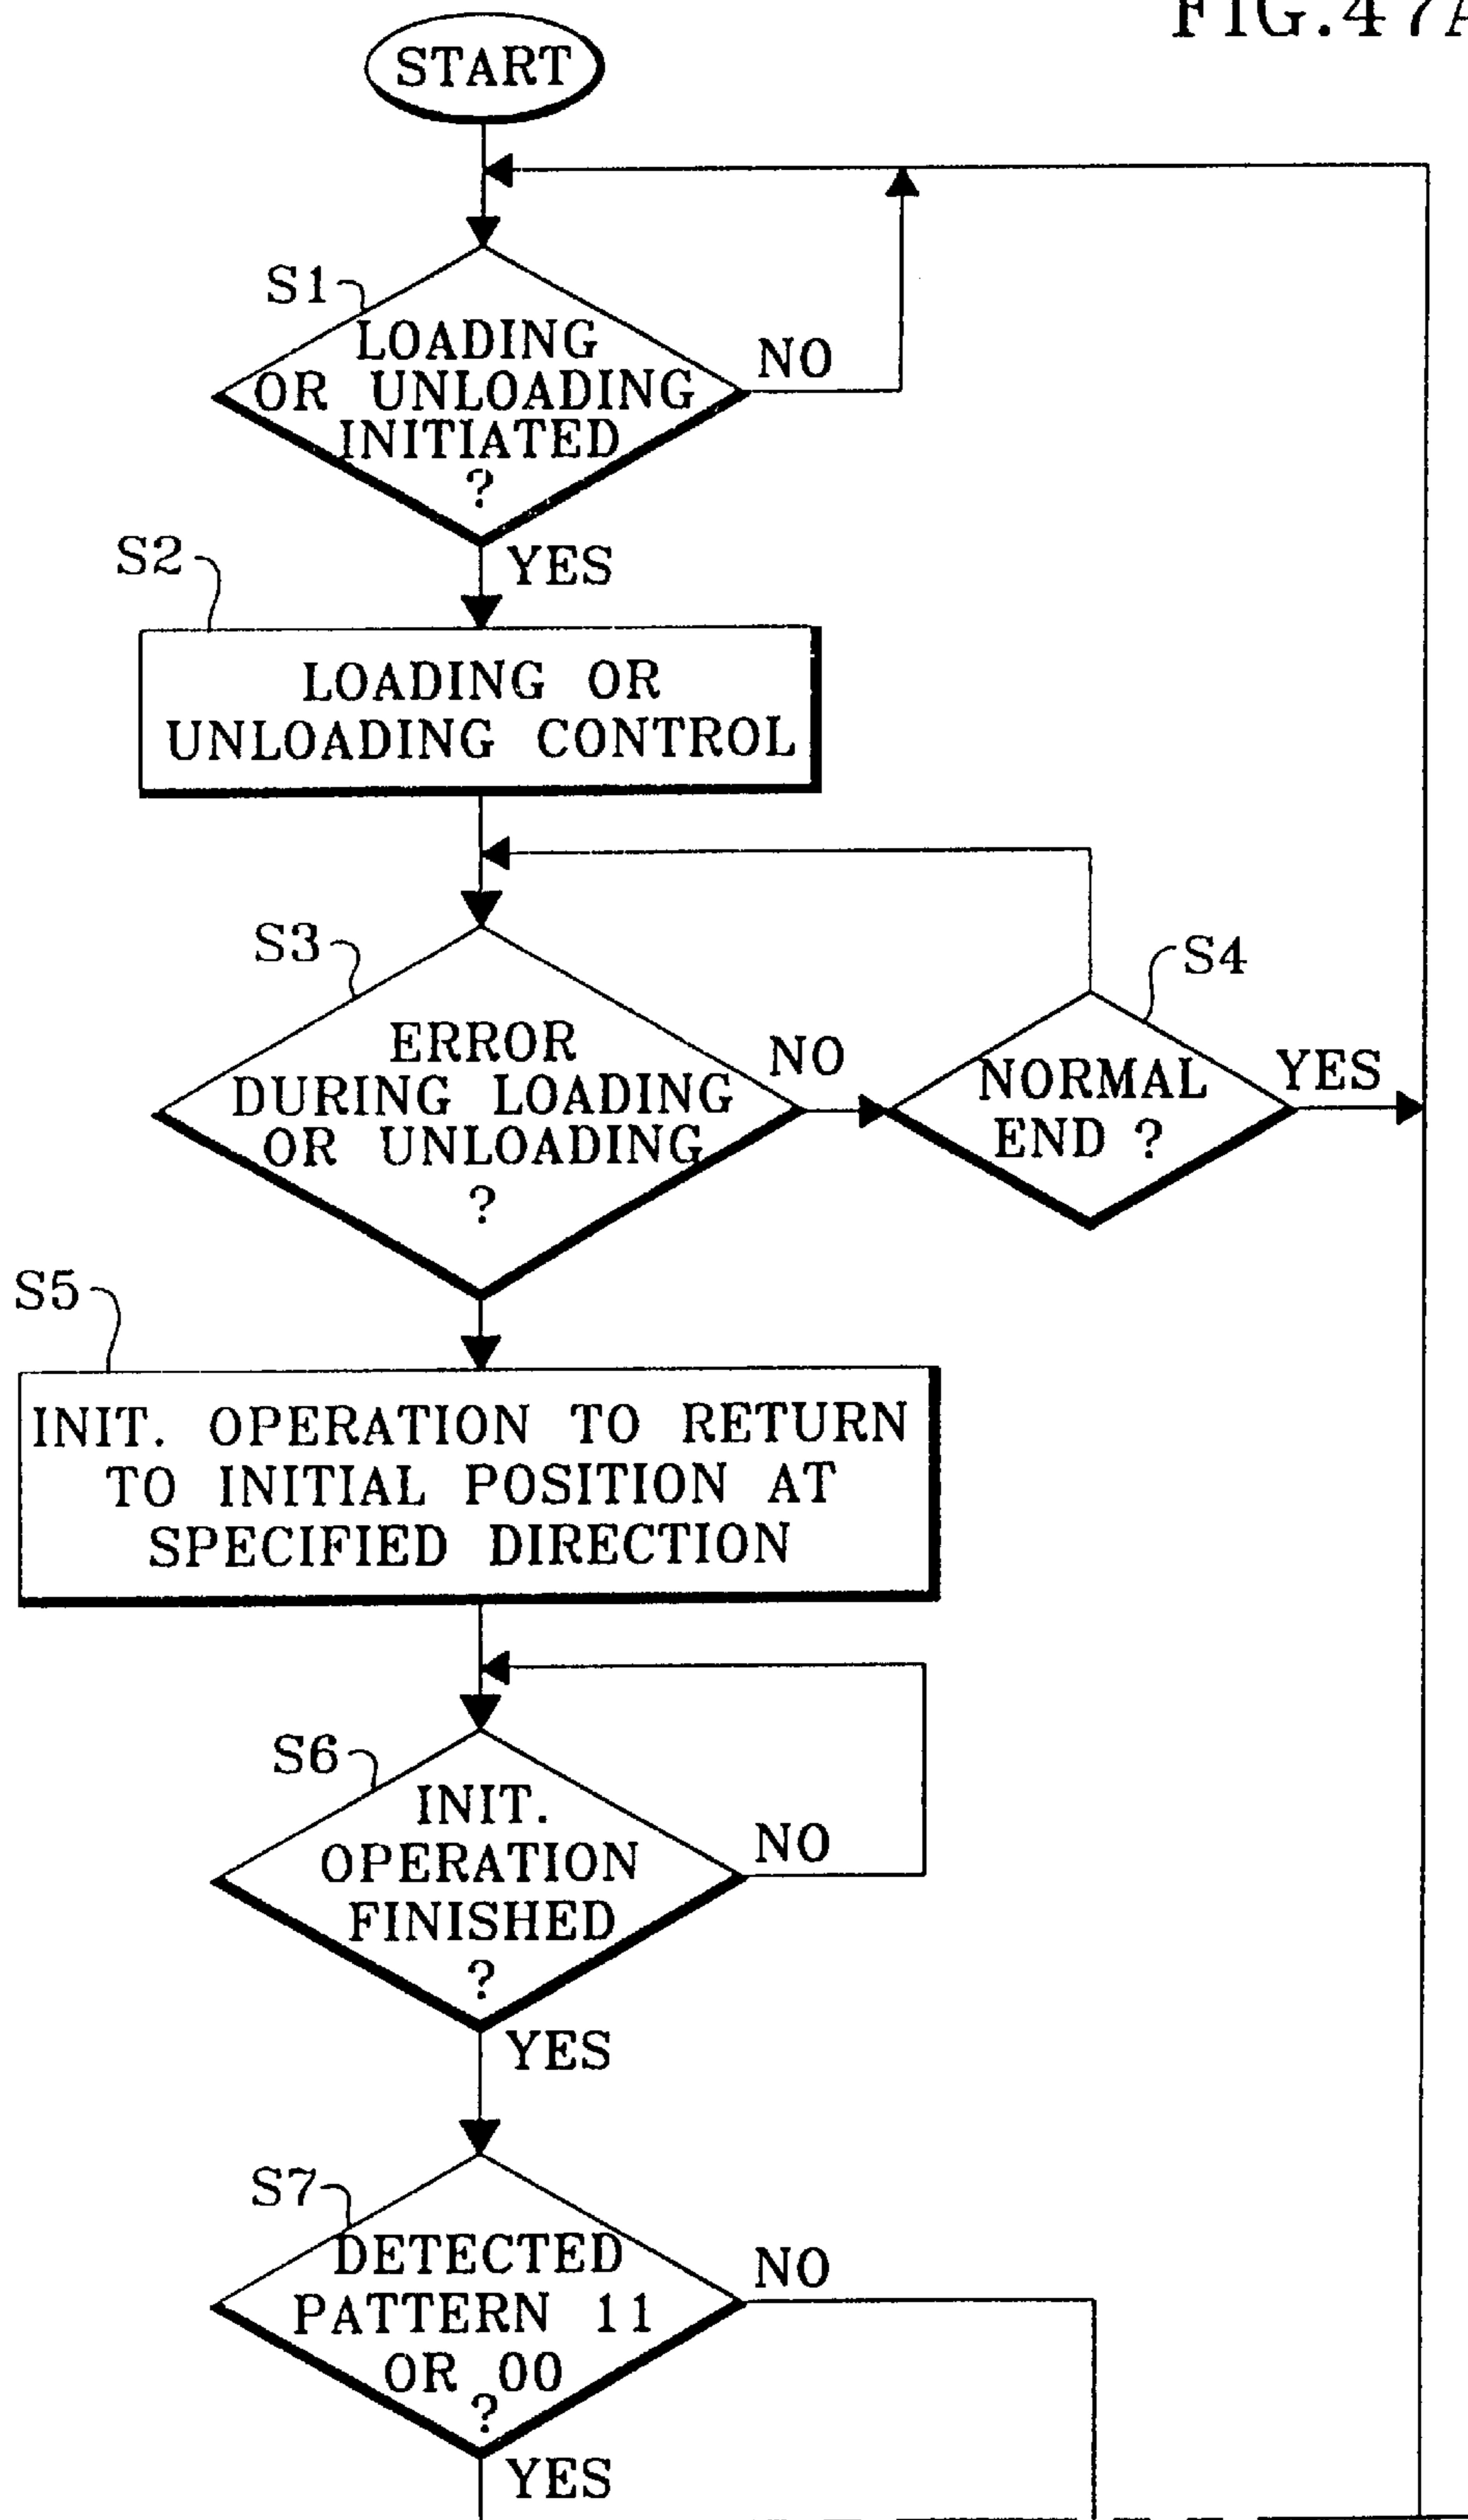 FIG.47A
START
S1
LOADING
OR UNLOADING
INITIATED
?
NO
YES
S2
LOADING OR
UNLOADING CONTROL
S3
ERROR
DURING LOADING
OR UNLOADING
?
NO
S4
NORMAL
END ?
YES
S5
INIT. OPERATION TO RETURN
TO INITIAL POSITION AT
SPECIFIED DIRECTION
S6
INIT.
OPERATION
FINISHED
?
NO
YES
S7
DETECTED
PATTERN 11
OR 00
?
NO
YES